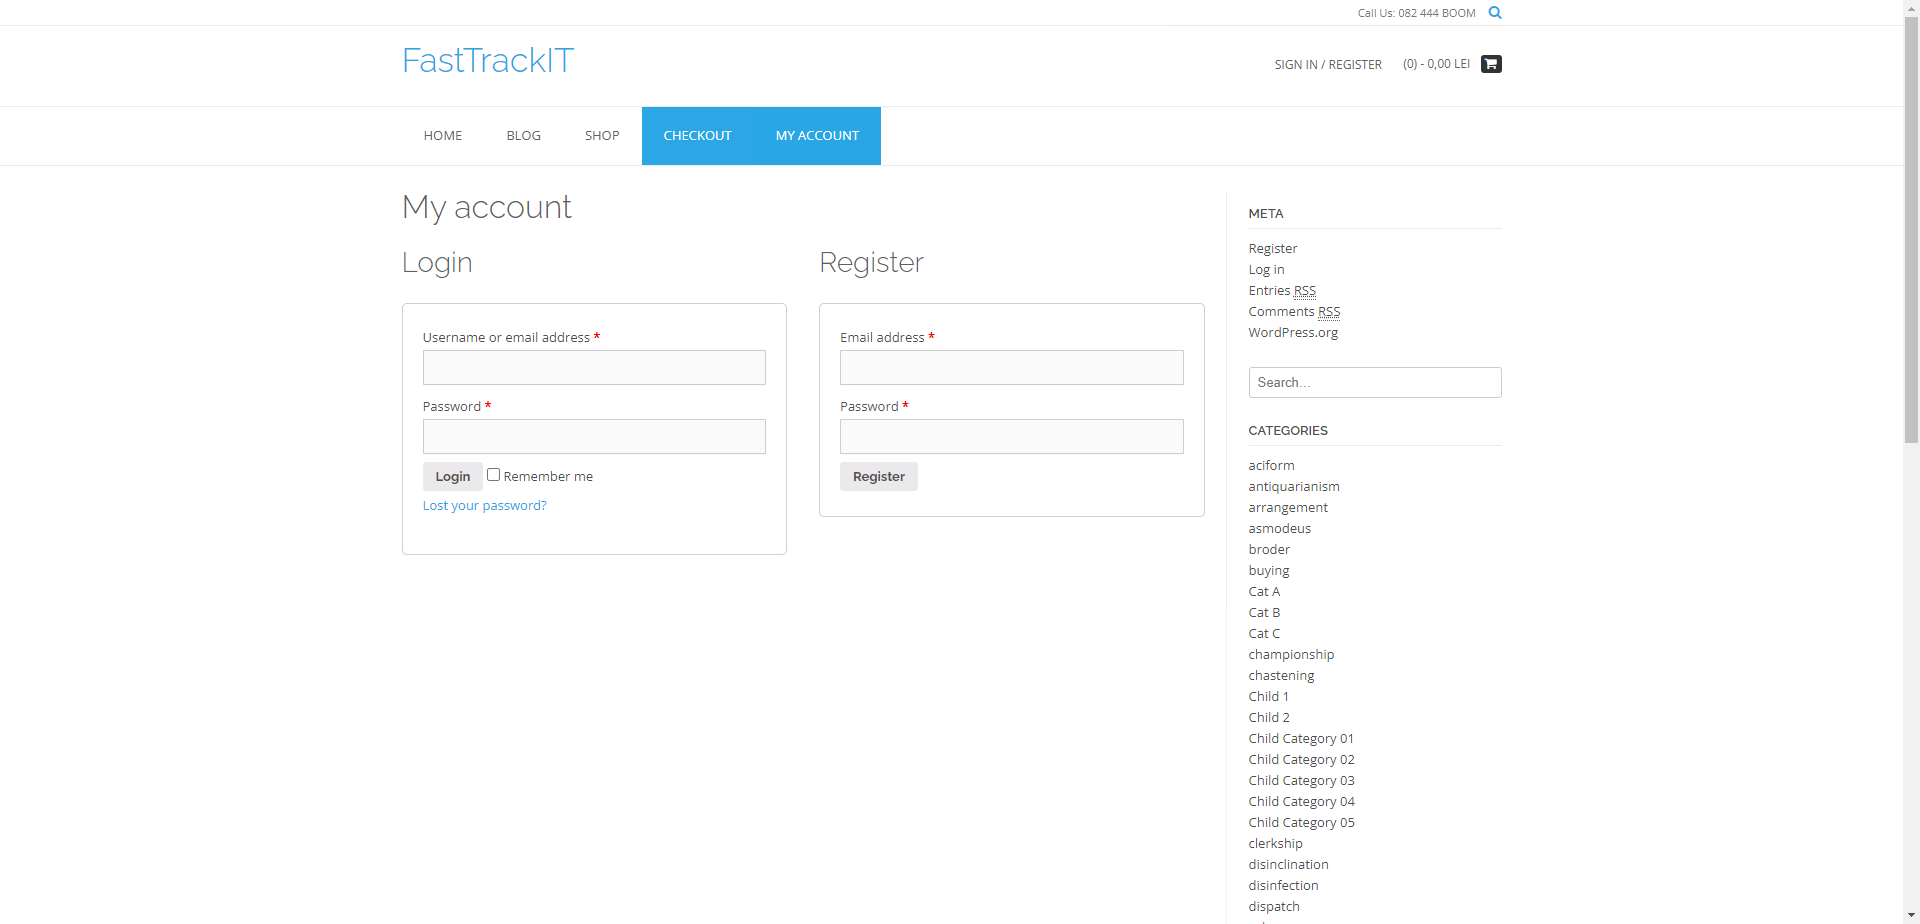 Call Us: 082 444 BOOM
FastTrackIT
SIGN IN / REGISTER
(0) - 0,00 LEI
HOME
BLOG
SHOP
CHECKOUT
MY ACCOUNT
My account
Login
Username or email address *
Password *
Login
Remember me
Lost your password?
Register
Email address *
Password *
Register
META
Register
Log in
Entries RSS
Comments RSS
WordPress.org
Search...
CATEGORIES
aciform
antiquarianism
arrangement
asmodeus
broder
buying
Cat A
Cat B
Cat C
championship
chastening
Child 1
Child 2
Child Category 01
Child Category 02
Child Category 03
Child Category 04
Child Category 05
clerkship
disinclination
disinfection
dispatch